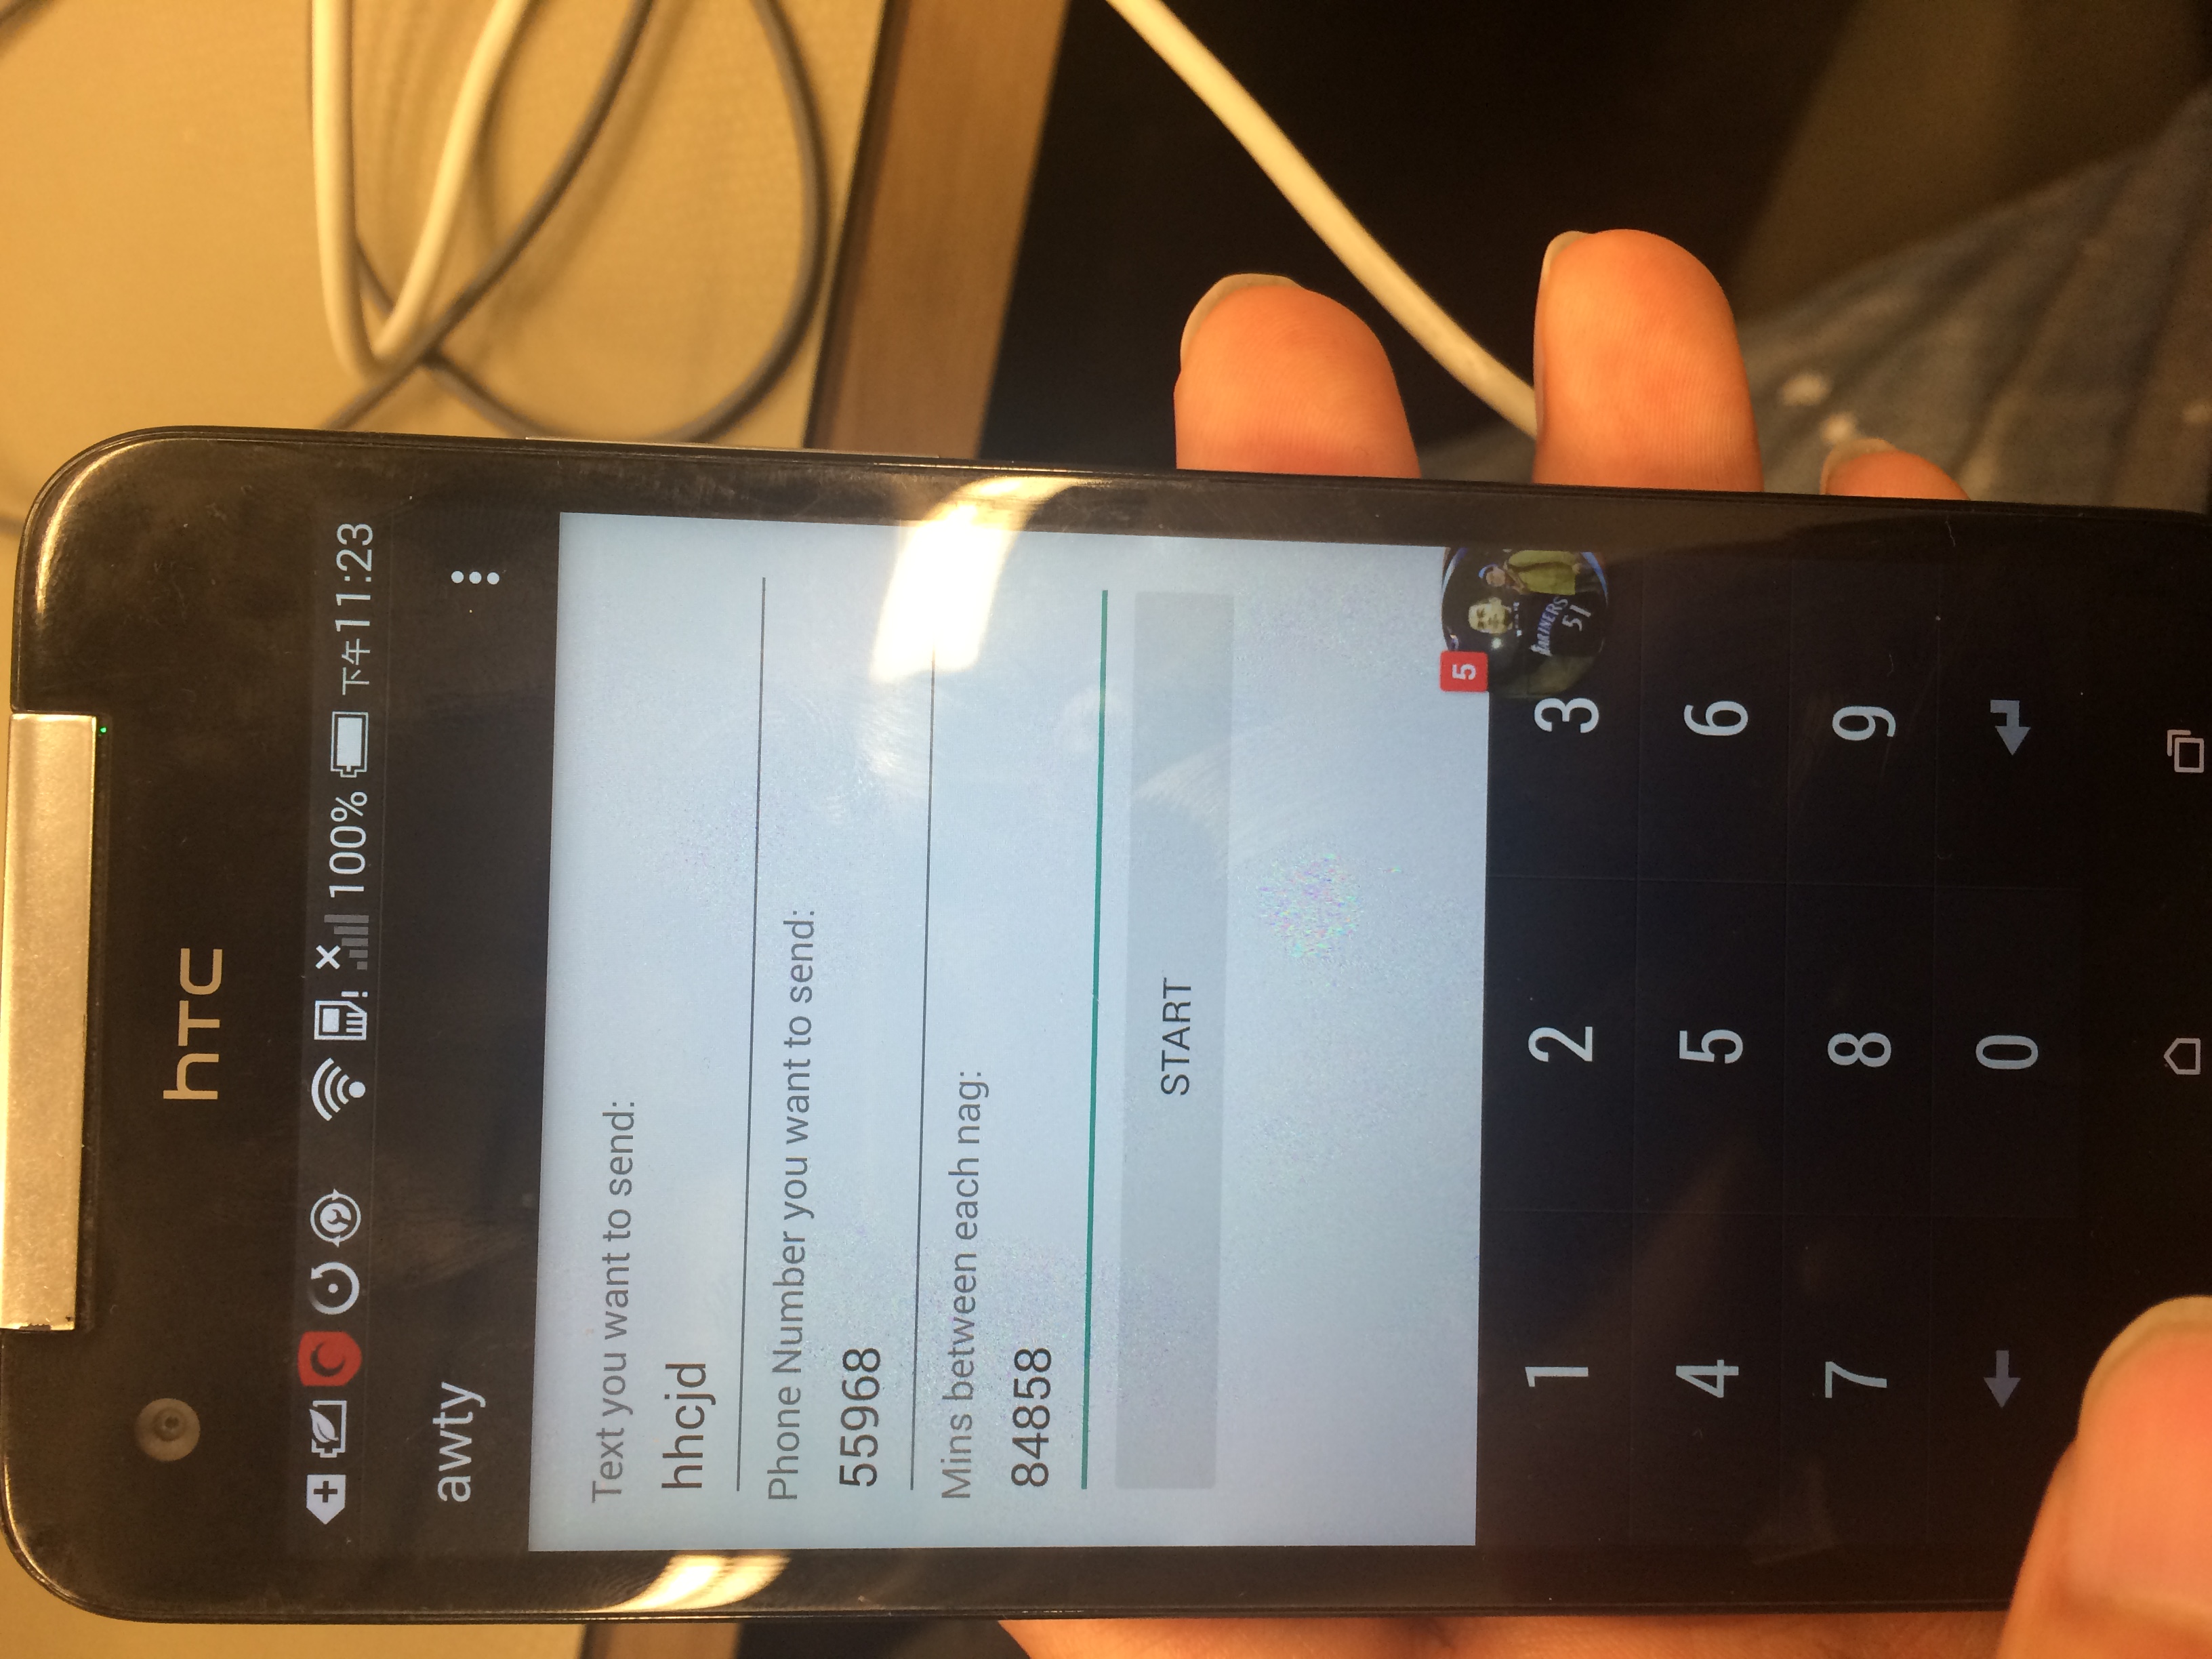 hTC
100% 下午11:23
awty
Text you want to send:
hhcjd
Phone Number you want to send:
55968
Mins between each nag:
84858
START
5
MARINERS
51
1 2 3
4 5 6
7 8 9
0